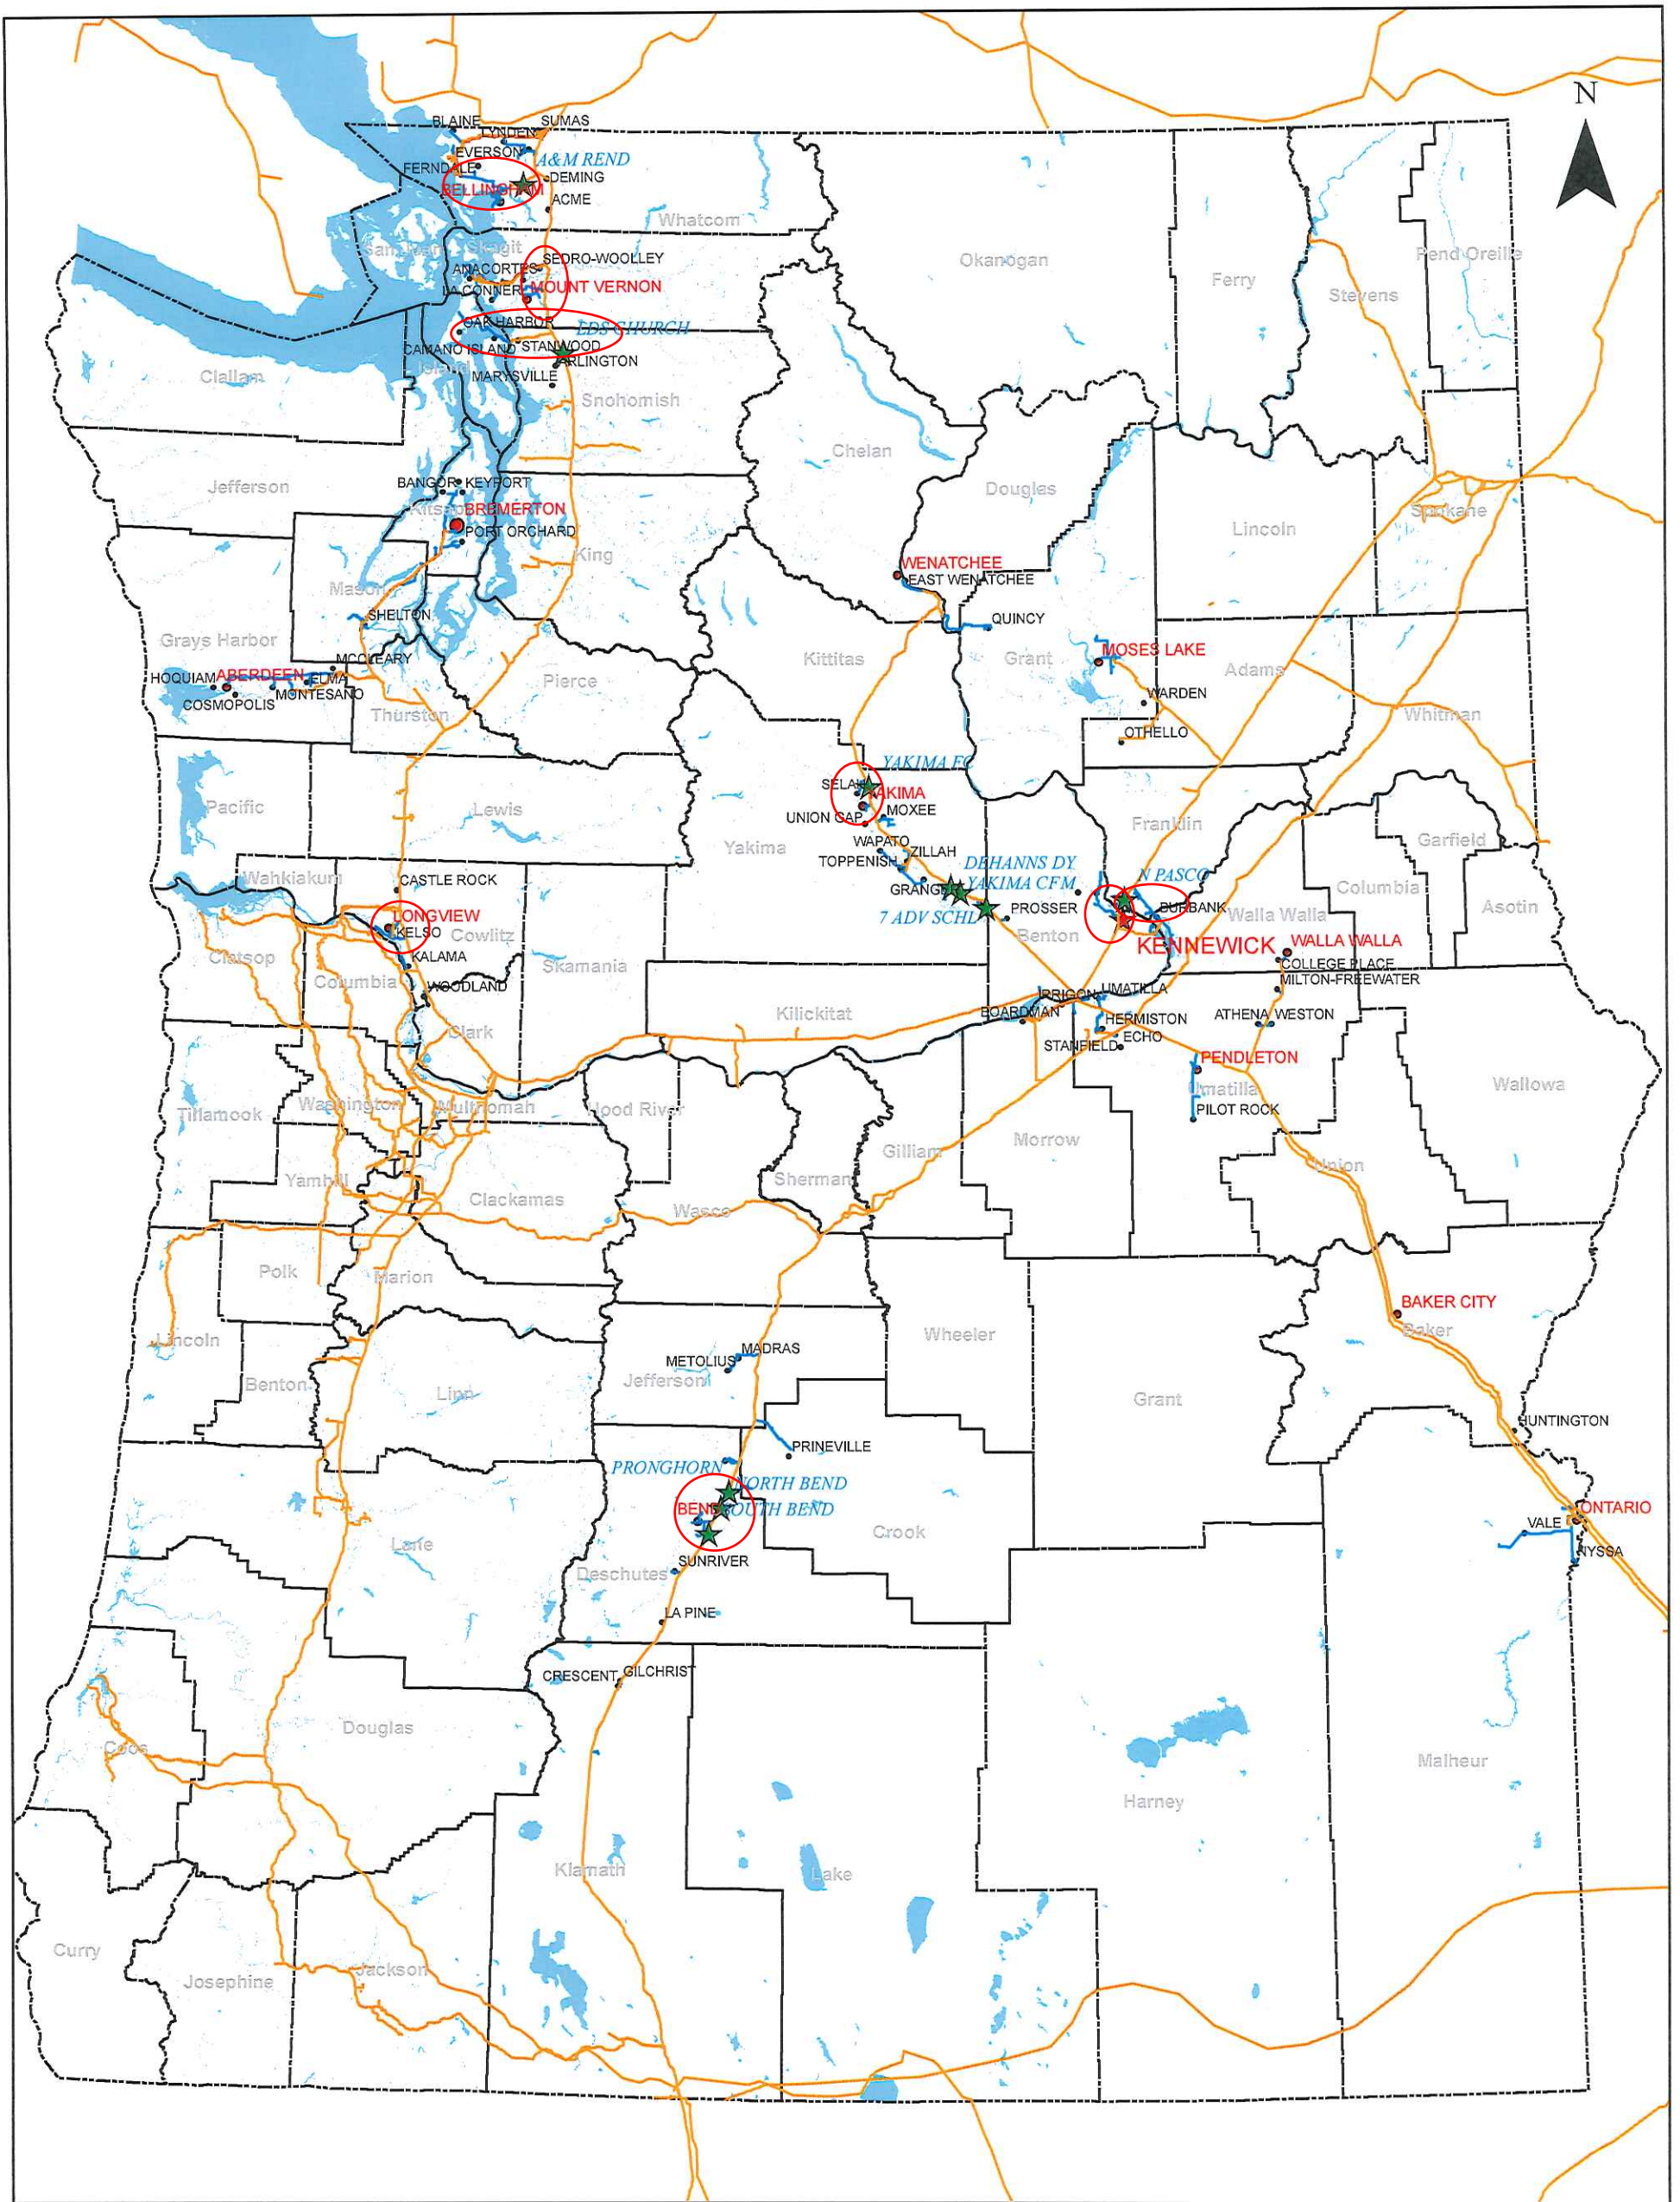 N
BLAINE
SUMAS
LYNDEN
EVERSON
A&M REND
FERNDALE
DEMING
BELLINGHAM
ACME
Whatcom
San Juan
Skagit
SEDRO-WOOLLEY
ANACORTES
LA CONNER
MOUNT VERNON
Okanogan
Ferry
Pend Oreille
Stevens
OAK HARBOR
LDS CHURCH
CAMANO ISLAND
STANWOOD
ARLINGTON
Island
MARYSVILLE
Clallam
Snohomish
Chelan
Jefferson
BANGOR
KEYPORT
Kitsap
BREMERTON
PORT ORCHARD
Douglas
Lincoln
Spokane
King
WENATCHEE
EAST WENATCHEE
Mason
SHELTON
QUINCY
Grays Harbor
MCCLEARY
Kittitas
Grant
MOSES LAKE
Adams
HOQUIAM
ABERDEEN
ELMA
MONTESANO
COSMOPOLIS
Pierce
WARDEN
Thurston
OTHELLO
Whitman
YAKIMA FC
SELAH
YAKIMA
UNION GAP
MOXEE
Pacific
Lewis
Franklin
Yakima
WAPATO
ZILLAH
TOPPENISH
DEHANNS DY
Garfield
Wahkiakum
CASTLE ROCK
GRANGER
YAKIMA CFM
N PASCO
Columbia
BURBANK
7 ADV SCHL
PROSSER
Walla Walla
Asotin
LONGVIEW
KELSO
Cowlitz
Benton
KENNEWICK
WALLA WALLA
Clatsop
KALAMA
COLLEGE PLACE
Columbia
Skamania
MILTON-FREEWATER
WOODLAND
IRRIGON
UMATILLA
Clark
Kilickitat
BOARDMAN
HERMISTON
ATHENA
WESTON
STANFIELD
ECHO
PENDLETON
Tillamook
Washington
Multnomah
Hood River
Umatilla
Wallowa
PILOT ROCK
Morrow
Gilliam
Yamhill
Sherman
Union
Clackamas
Wasco
Polk
Marion
BAKER CITY
Baker
Lincoln
Wheeler
MADRAS
METOLIUS
Jefferson
Benton
Linn
Grant
HUNTINGTON
PRINEVILLE
PRONGHORN
NORTH BEND
BEND
SOUTH BEND
ONTARIO
VALE
Crook
Lane
NYSSA
SUNRIVER
Deschutes
LA PINE
CRESCENT
GILCHRIST
Douglas
Coos
Malheur
Harney
Klamath
Lake
Curry
Josephine
Jackson